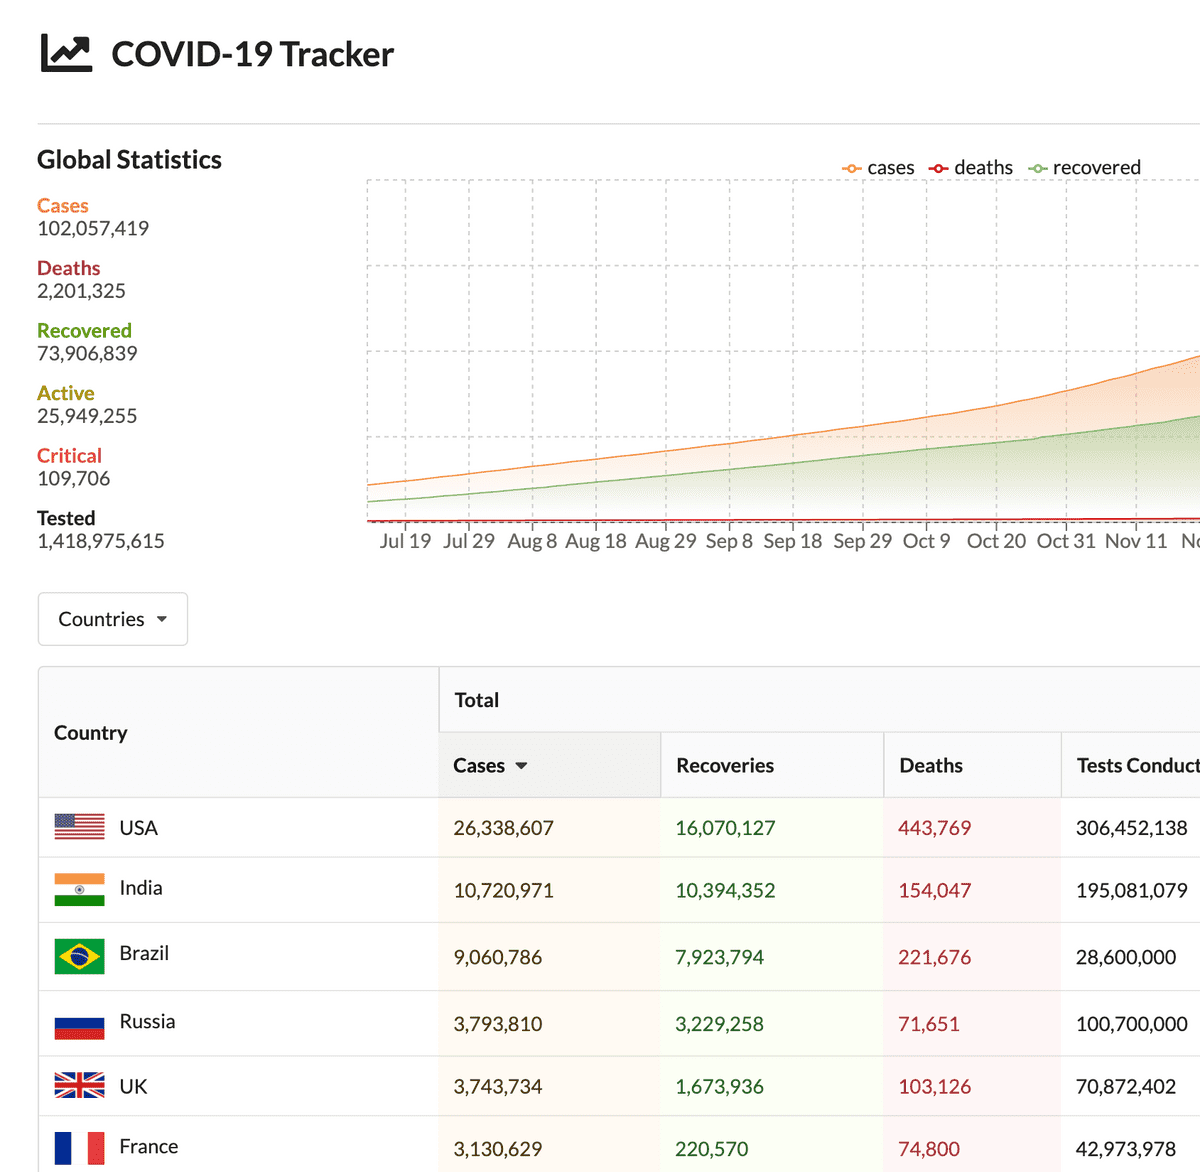 COVID-19 Tracker
Global Statistics
Cases
102,057,419
Deaths
2,201,325
Recovered
73,906,839
Active
25,949,255
Critical
109,706
Tested
1,418,975,615
cases deaths recovered
Jul 19 Jul 29 Aug 8 Aug 18 Aug 29 Sep 8 Sep 18 Sep 29 Oct 9 Oct 20 Oct 31 Nov 11
Countries
Country
Total
Cases Recoveries Deaths Tests Conduct
USA 26,338,607 16,070,127 443,769 306,452,138
India 10,720,971 10,394,352 154,047 195,081,079
Brazil 9,060,786 7,923,794 221,676 28,600,000
Russia 3,793,810 3,229,258 71,651 100,700,000
UK 3,743,734 1,673,936 103,126 70,872,402
France 3,130,629 220,570 74,800 42,973,978